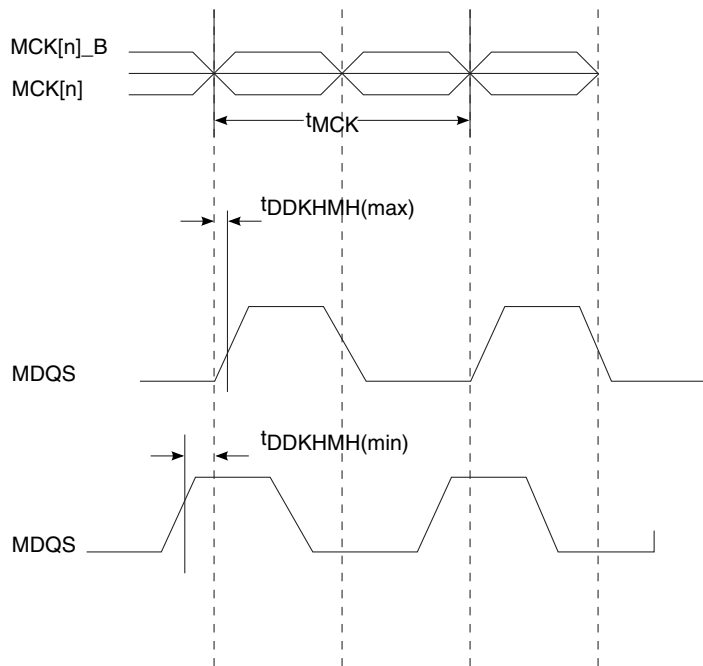 MCK[n]_B
MCK[n]
tMCK
tDDKHMH(max)
MDQS
tDDKHMH(min)
MDQS